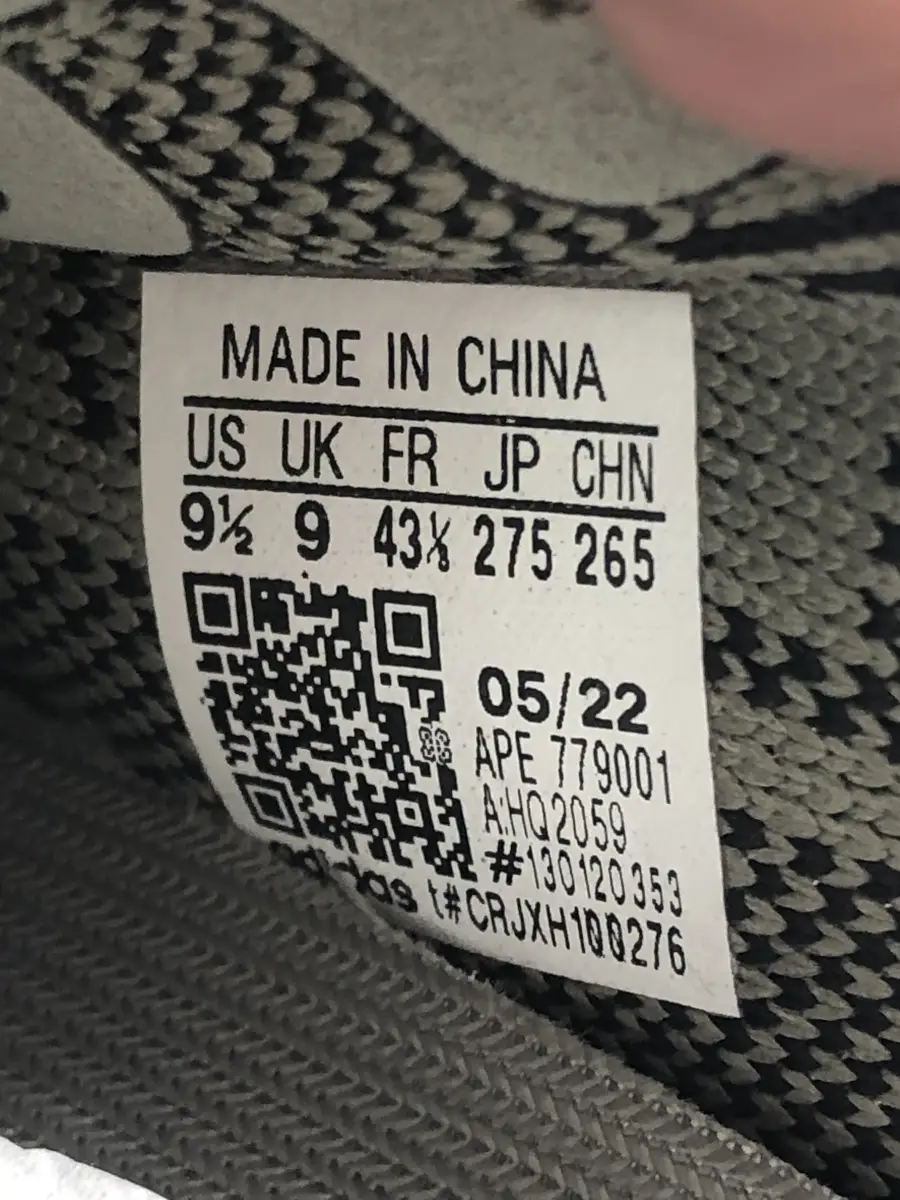 MADE IN CHINA
US UK FR JP CHN
9½ 9 43⅓ 275 265
05/22
APE 779001
A:HQ2059
#130120353
adidas t#CRJXH100276